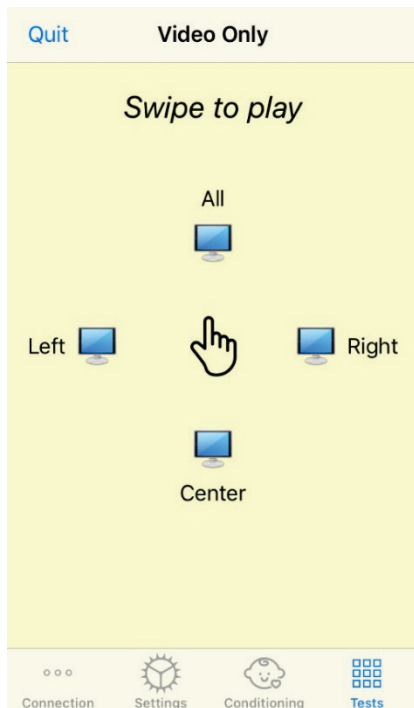 Quit Video Only
Swipe to play
All
Left Right
Center
Connection Settings Conditioning Tests